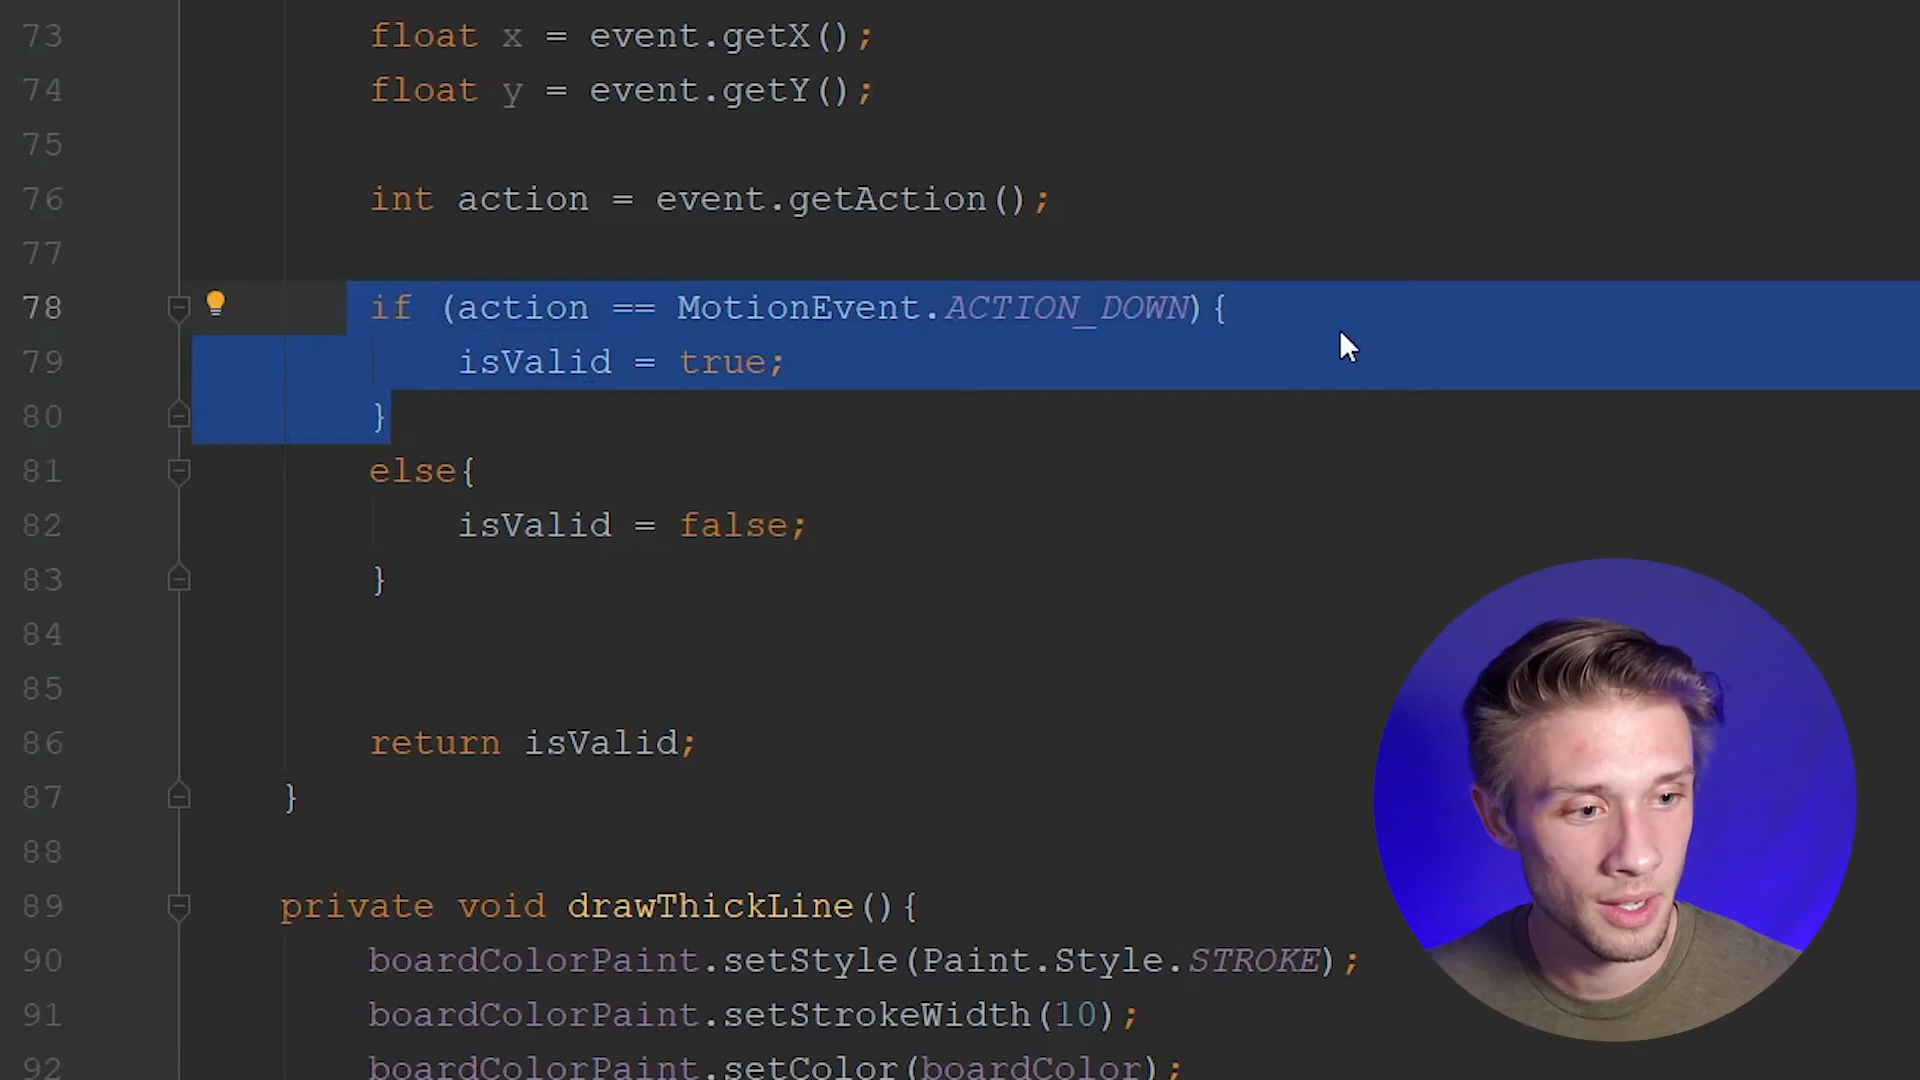 73 float x = event.getX();
74 float y = event.getY();
75
76 int action = event.getAction();
77
78 if (action == MotionEvent.ACTION_DOWN){
79 isValid = true;
80 }
81 else{
82 isValid = false;
83 }
84
85
86 return isValid;
87 }
88
89 private void drawThickLine(){
90 boardColorPaint.setStyle(Paint.Style.STROKE);
91 boardColorPaint.setStrokeWidth(10);
92 boardColorPaint.setColor(boardColor);